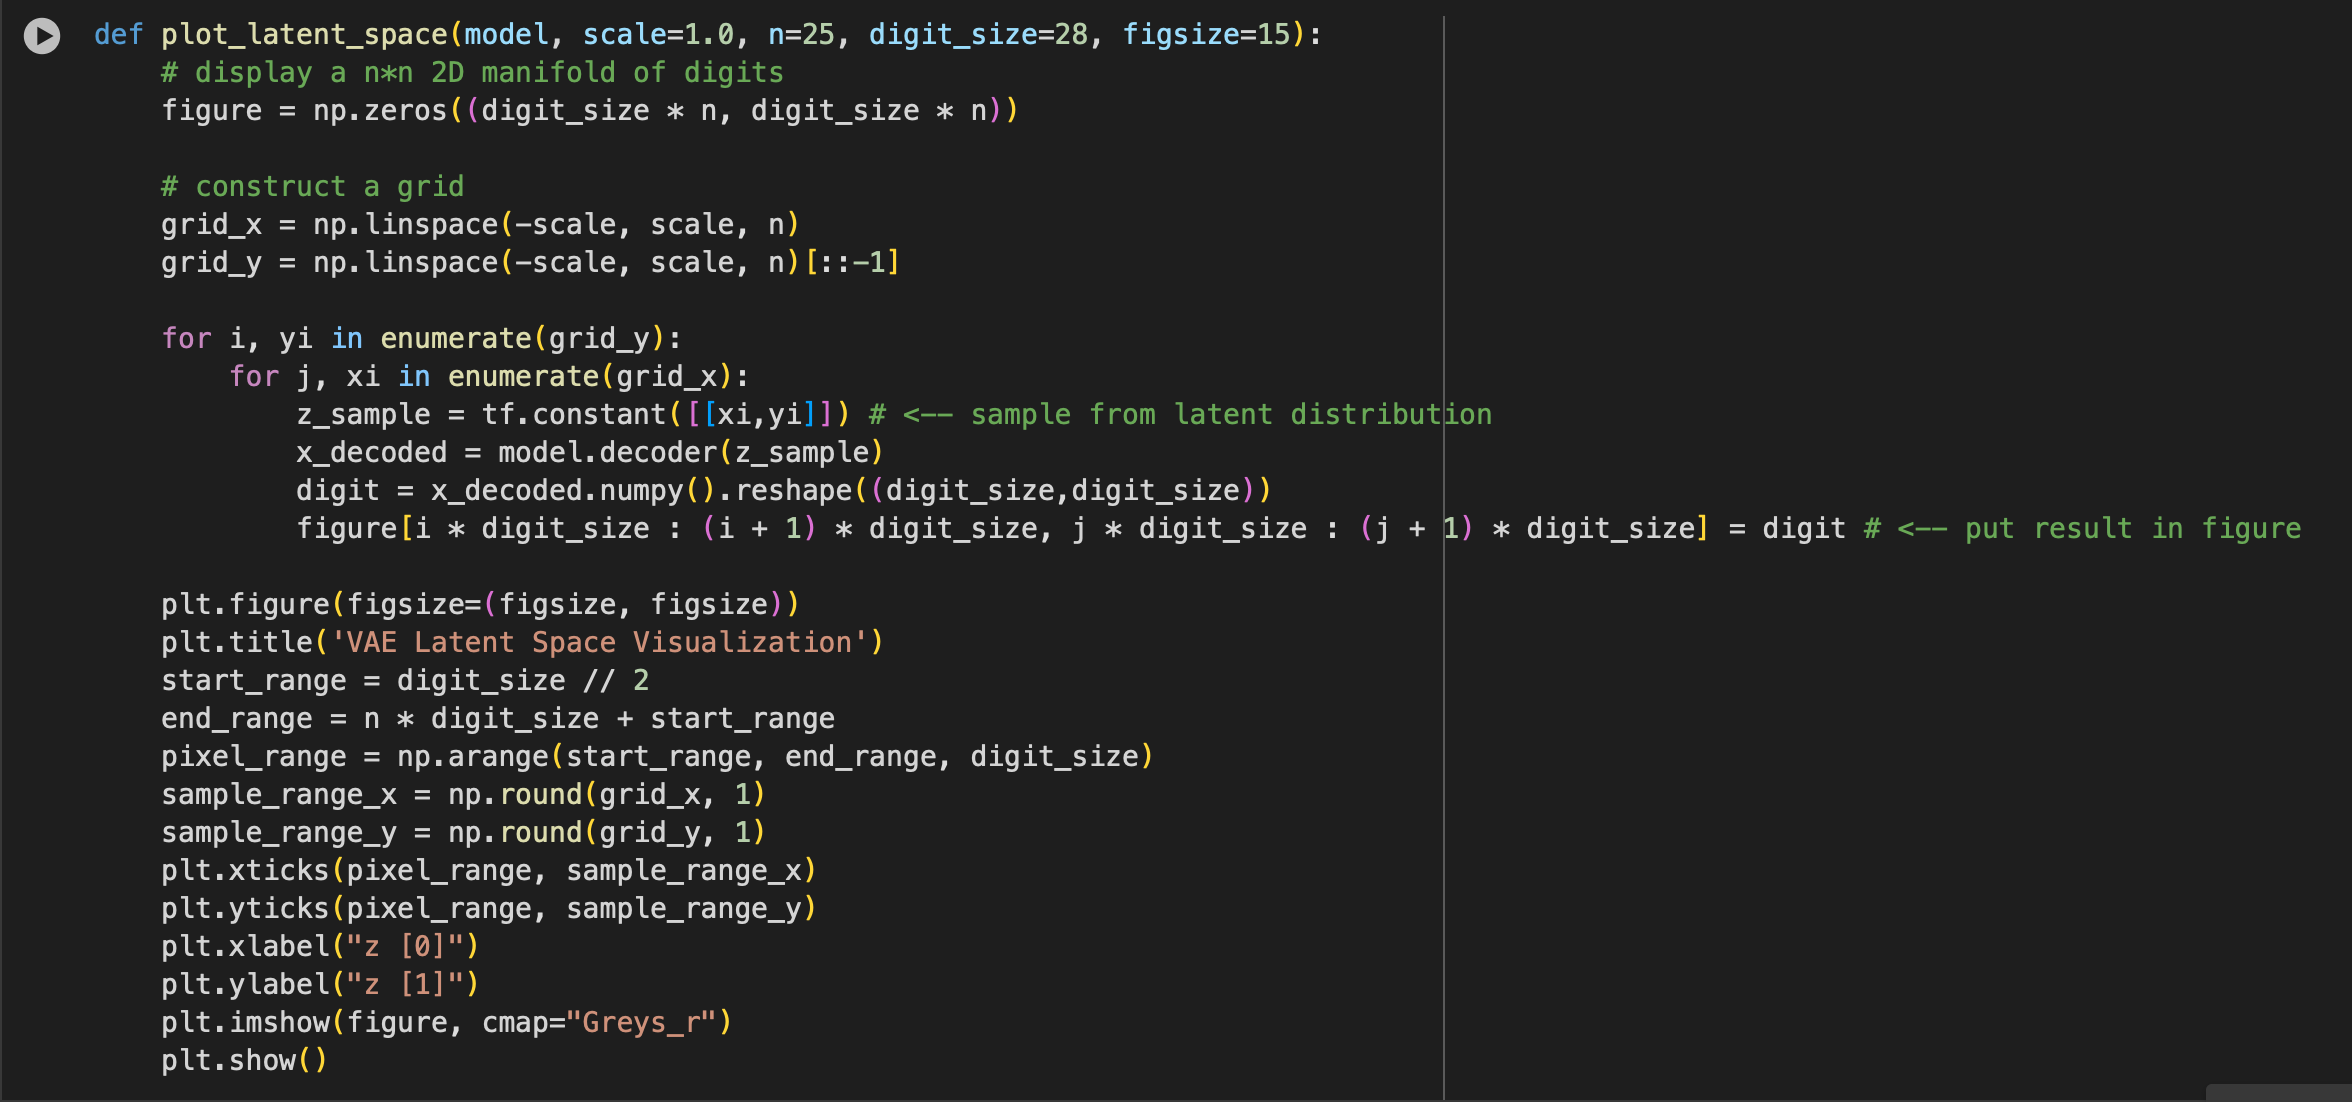 def plot_latent_space(model, scale=1.0, n=25, digit_size=28, figsize=15):
    # display a n*n 2D manifold of digits
    figure = np.zeros((digit_size * n, digit_size * n))

    # construct a grid
    grid_x = np.linspace(-scale, scale, n)
    grid_y = np.linspace(-scale, scale, n)[::-1]

    for i, yi in enumerate(grid_y):
        for j, xi in enumerate(grid_x):
            z_sample = tf.constant([[xi,yi]]) # <-- sample from latent distribution
            x_decoded = model.decoder(z_sample)
            digit = x_decoded.numpy().reshape((digit_size,digit_size))
            figure[i * digit_size : (i + 1) * digit_size, j * digit_size : (j + 1) * digit_size] = digit # <-- put result in figure

    plt.figure(figsize=(figsize, figsize))
    plt.title('VAE Latent Space Visualization')
    start_range = digit_size // 2
    end_range = n * digit_size + start_range
    pixel_range = np.arange(start_range, end_range, digit_size)
    sample_range_x = np.round(grid_x, 1)
    sample_range_y = np.round(grid_y, 1)
    plt.xticks(pixel_range, sample_range_x)
    plt.yticks(pixel_range, sample_range_y)
    plt.xlabel("z [0]")
    plt.ylabel("z [1]")
    plt.imshow(figure, cmap="Greys_r")
    plt.show()